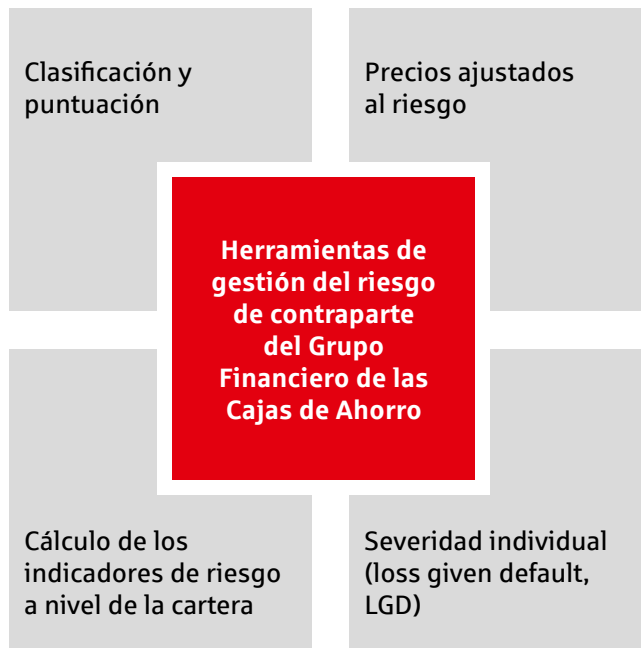 Clasificación y
puntuación
Precios ajustados
al riesgo
Herramientas de
gestión del riesgo
de contraparte
del Grupo
Financiero de las
Cajas de Ahorro
Cálculo de los
indicadores de riesgo
a nivel de la cartera
Severidad individual
(loss given default,
LGD)